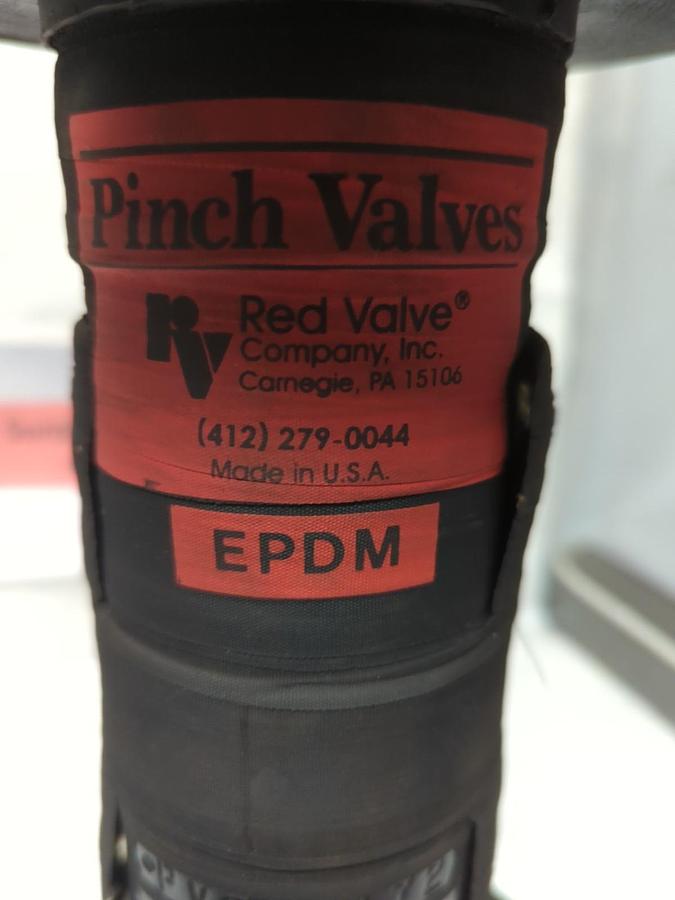 Pinch Valves
rv
Red Valve®
Company, Inc.
Carnegie, PA 15106
(412) 279-0044
Made in U.S.A.
EPDM